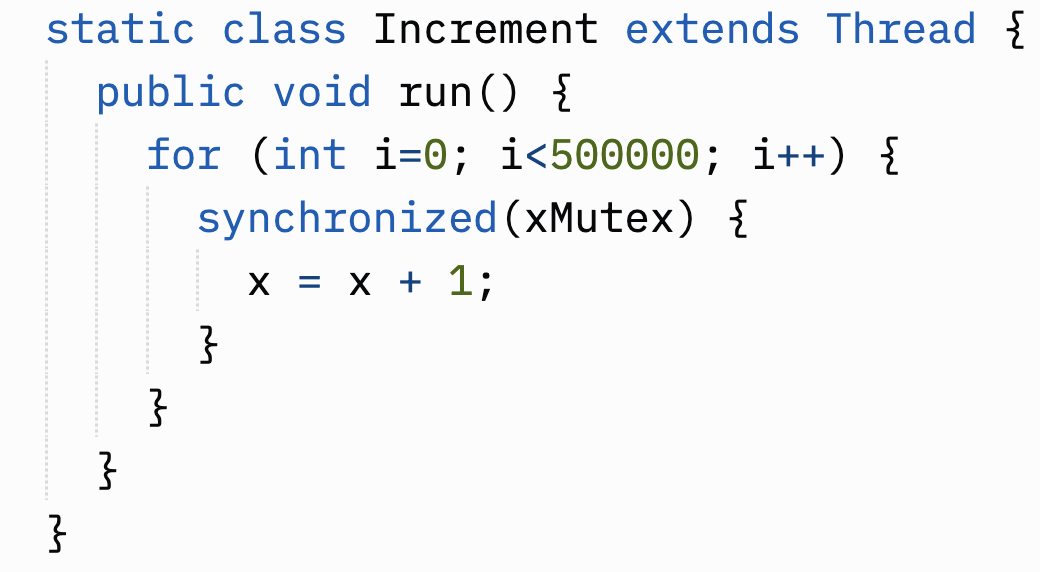 static class Increment extends Thread {
  public void run() {
    for (int i=0; i<500000; i++) {
      synchronized(xMutex) {
        x = x + 1;
      }
    }
  }
}